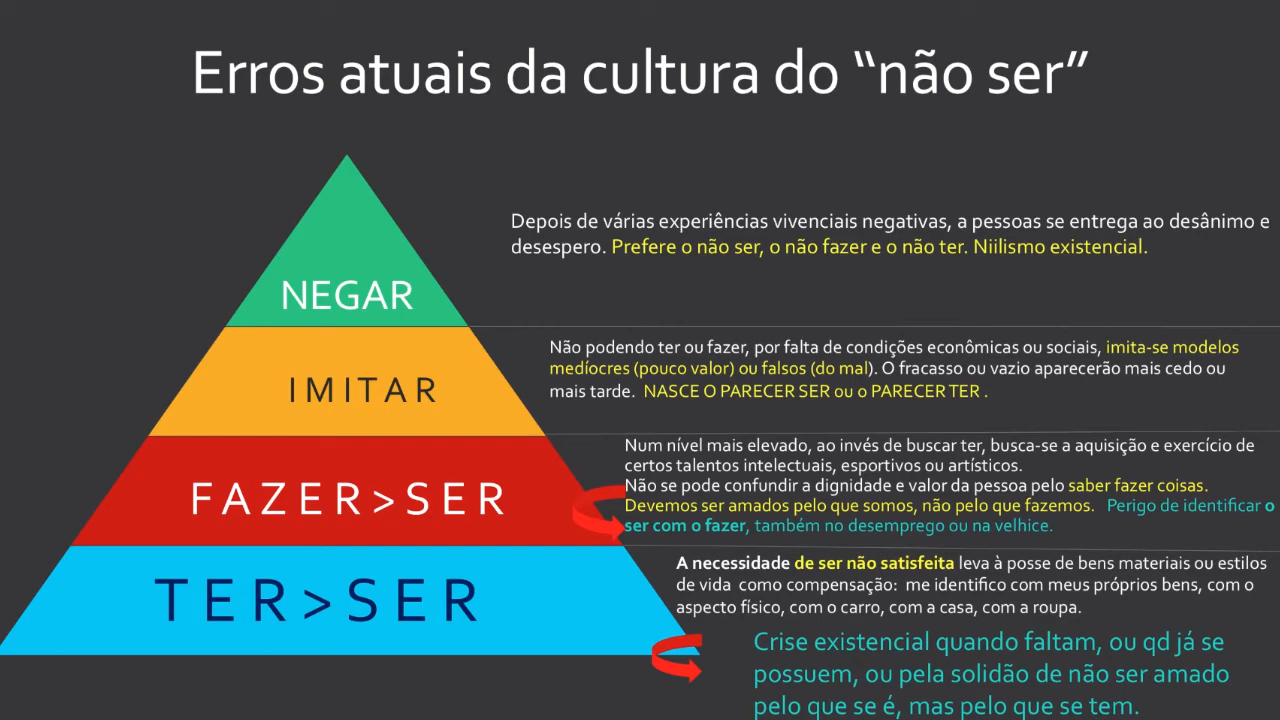 Erros atuais da cultura do “não ser”
NEGAR
Depois de várias experiências vivenciais negativas, a pessoas se entrega ao desânimo e
desespero. Prefere o não ser, o não fazer e o não ter. Niilismo existencial.
IMITAR
Não podendo ter ou fazer, por falta de condições econômicas ou sociais, imita-se modelos
medíocres (pouco valor) ou falsos (do mal). O fracasso ou vazio aparecerão mais cedo ou
mais tarde. NASCE O PARECER SER ou o PARECER TER .
FAZER>SER
Num nível mais elevado, ao invés de buscar ter, busca-se a aquisição e exercício de
certos talentos intelectuais, esportivos ou artísticos.
Não se pode confundir a dignidade e valor da pessoa pelo saber fazer coisas.
Devemos ser amados pelo que somos, não pelo que fazemos. Perigo de identificar o
ser com o fazer, também no desemprego ou na velhice.
TER>SER
A necessidade de ser não satisfeita leva à posse de bens materiais ou estilos
de vida como compensação: me identifico com meus próprios bens, com o
aspecto físico, com o carro, com a casa, com a roupa.
Crise existencial quando faltam, ou qd já se
possuem, ou pela solidão de não ser amado
pelo que se é, mas pelo que se tem.